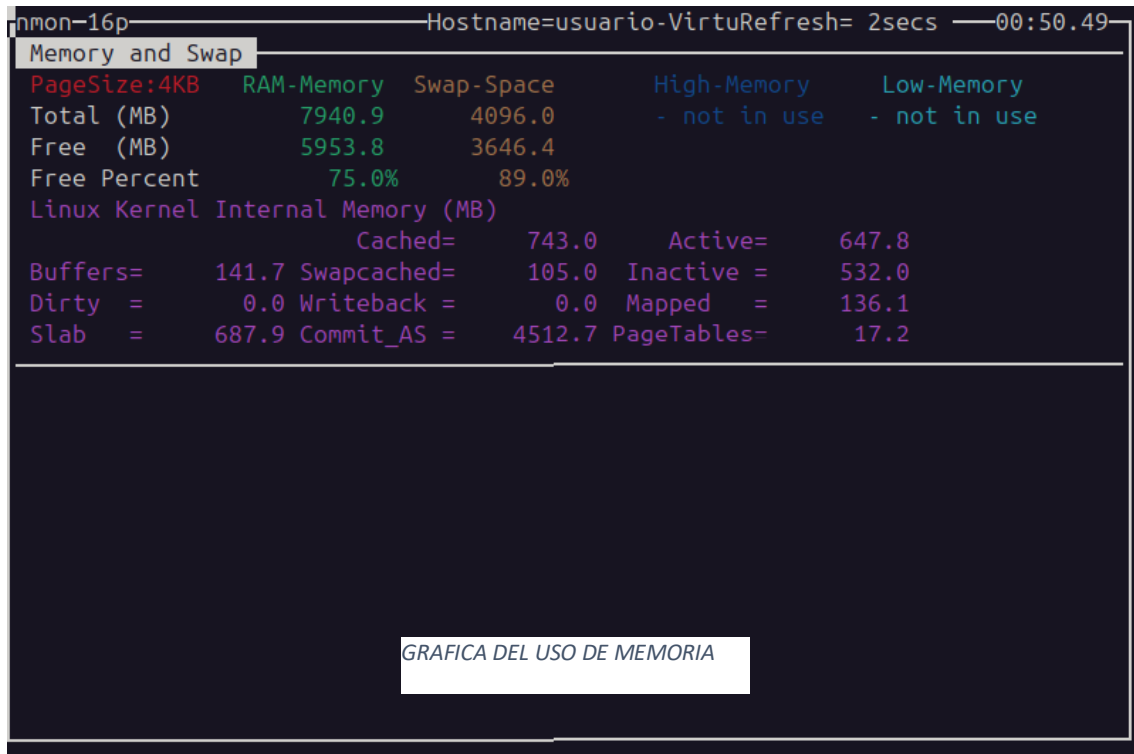 nmon─16p─Hostname=usuario-VirtuRefresh= 2secs ─00:50.49─
Memory and Swap
PageSize:4KB   RAM-Memory  Swap-Space       High-Memory     Low-Memory
Total (MB)         7940.9      4096.0       - not in use   - not in use
Free  (MB)         5953.8      3646.4
Free Percent         75.0%       89.0%
Linux Kernel Internal Memory (MB)
Cached=     743.0     Active=     647.8
Buffers=     141.7 Swapcached=     105.0  Inactive =     532.0
Dirty  =       0.0 Writeback =       0.0  Mapped   =     136.1
Slab   =     687.9 Commit_AS =    4512.7 PageTables=      17.2
GRAFICA DEL USO DE MEMORIA